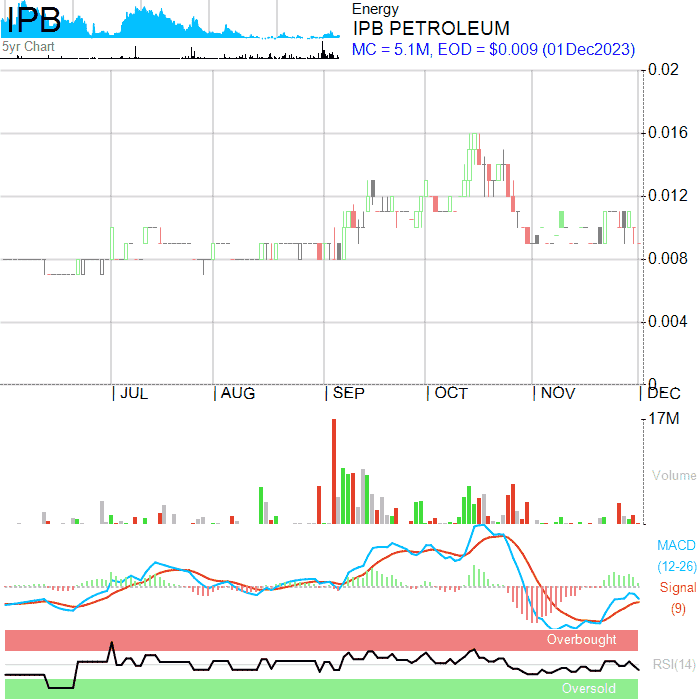 IPB
Energy
IPB PETROLEUM
5yr Chart
MC = 5.1M, EOD = $0.009 (01Dec2023)
0.02
0.016
0.012
0.008
0.004
0
JUL
AUG
SEP
OCT
NOV
DEC
17M
Volume
MACD
(12-26)
Signal
(9)
Overbought
RSI(14)
Oversold